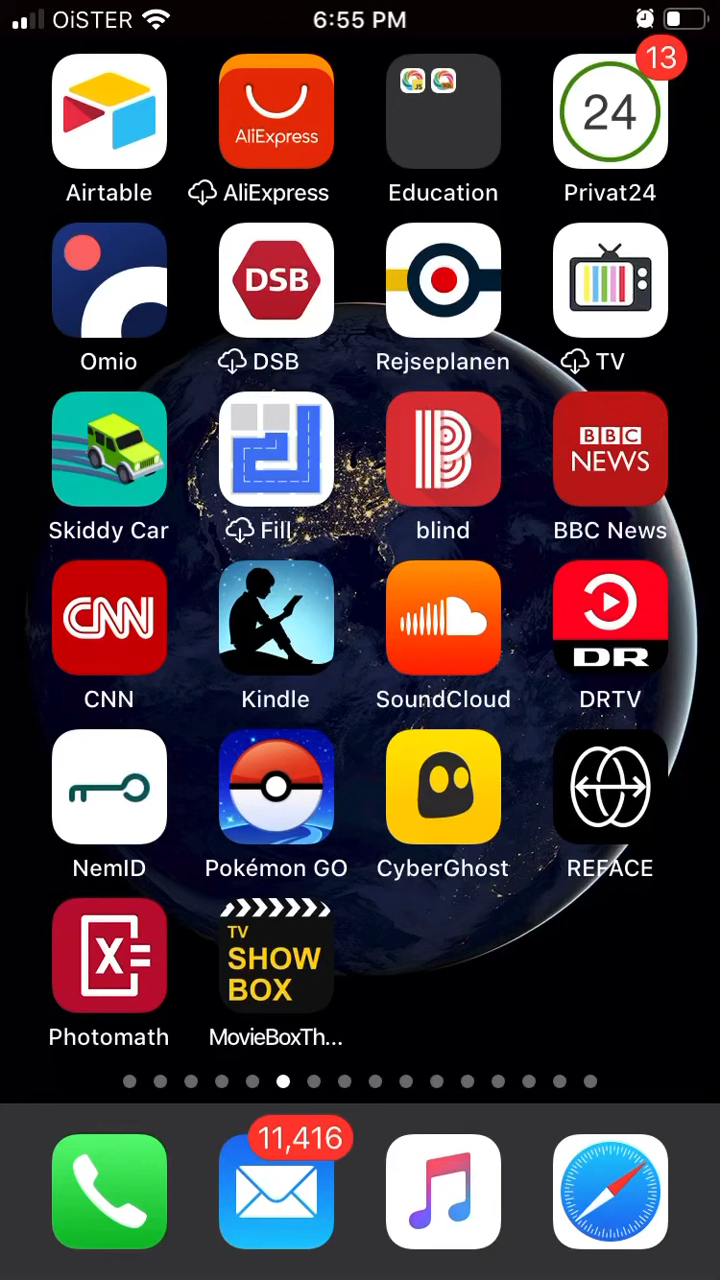 OiSTER 6:55 PM
13
AliExpress
24
Airtable AliExpress Education Privat24
DSB
Omio DSB Rejseplanen TV
BBC
NEWS
Skiddy Car Fill blind BBC News
CNN
DR
CNN Kindle SoundCloud DRTV
NemID Pokémon GO CyberGhost REFACE
X=
TV
SHOW
BOX
Photomath MovieBoxTh...
11,416